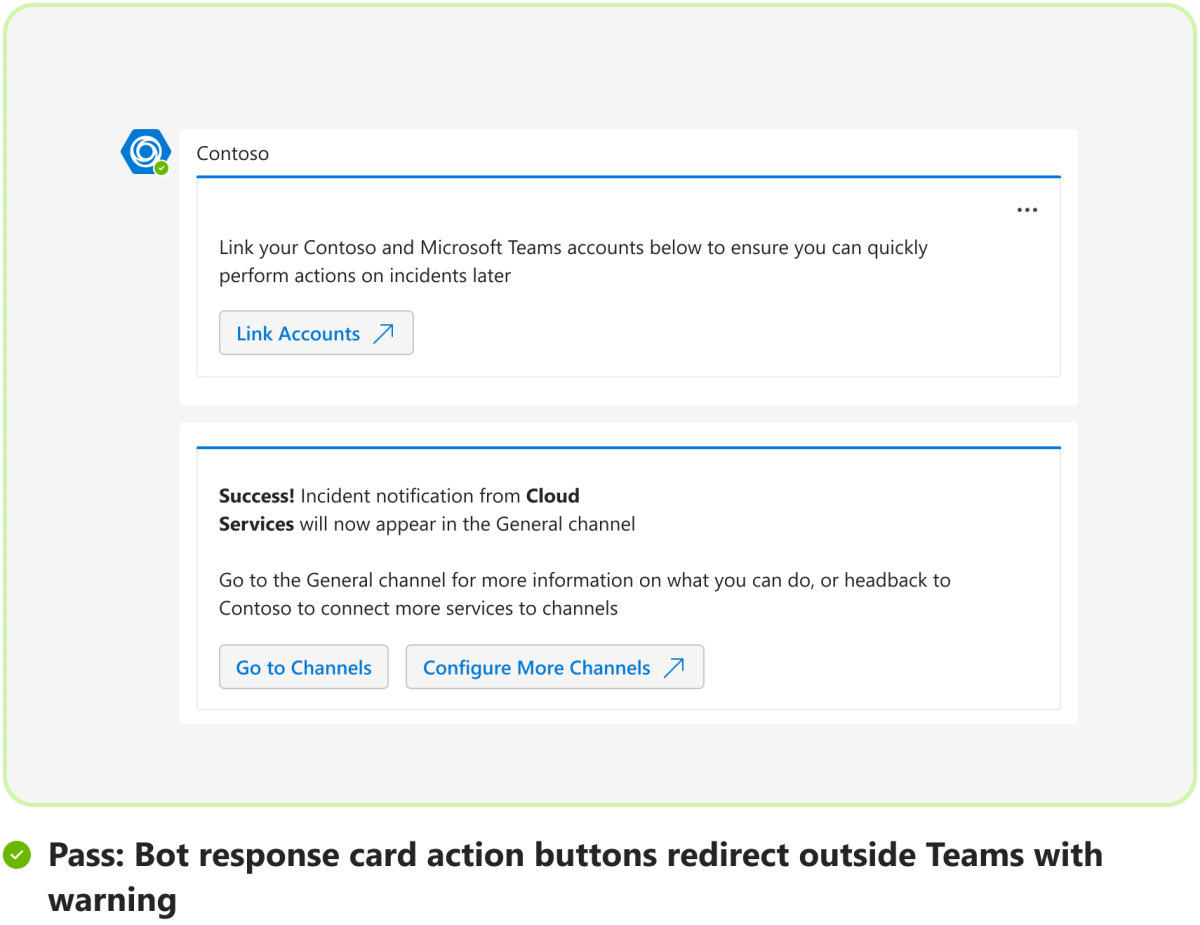 Contoso
Link your Contoso and Microsoft Teams accounts below to ensure you can quickly
perform actions on incidents later
Link Accounts
Success! Incident notification from Cloud
Services will now appear in the General channel
Go to the General channel for more information on what you can do, or headback to
Contoso to connect more services to channels
Go to Channels
Configure More Channels
Pass: Bot response card action buttons redirect outside Teams with
warning